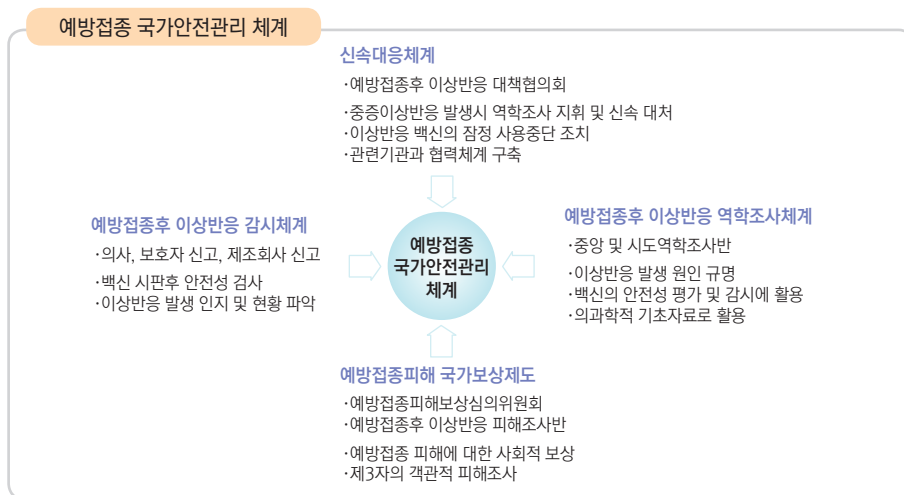 예방접종 국가안전관리 체계
신속대응체계
·예방접종후 이상반응 대책협의회
·중증이상반응 발생시 역학조사 지휘 및 신속 대처
·이상반응 백신의 잠정 사용중단 조치
·관련기관과 협력체계 구축
예방접종후 이상반응 감시체계
·의사, 보호자 신고, 제조회사 신고
·백신 시판후 안전성 검사
·이상반응 발생 인지 및 현황 파악
예방접종
국가안전관리
체계
예방접종후 이상반응 역학조사체계
·중앙 및 시도역학조사반
·이상반응 발생 원인 규명
·백신의 안전성 평가 및 감시에 활용
·의과학적 기초자료로 활용
예방접종피해 국가보상제도
·예방접종피해보상심의위원회
·예방접종후 이상반응 피해조사반
·예방접종 피해에 대한 사회적 보상
·제3자의 객관적 피해조사